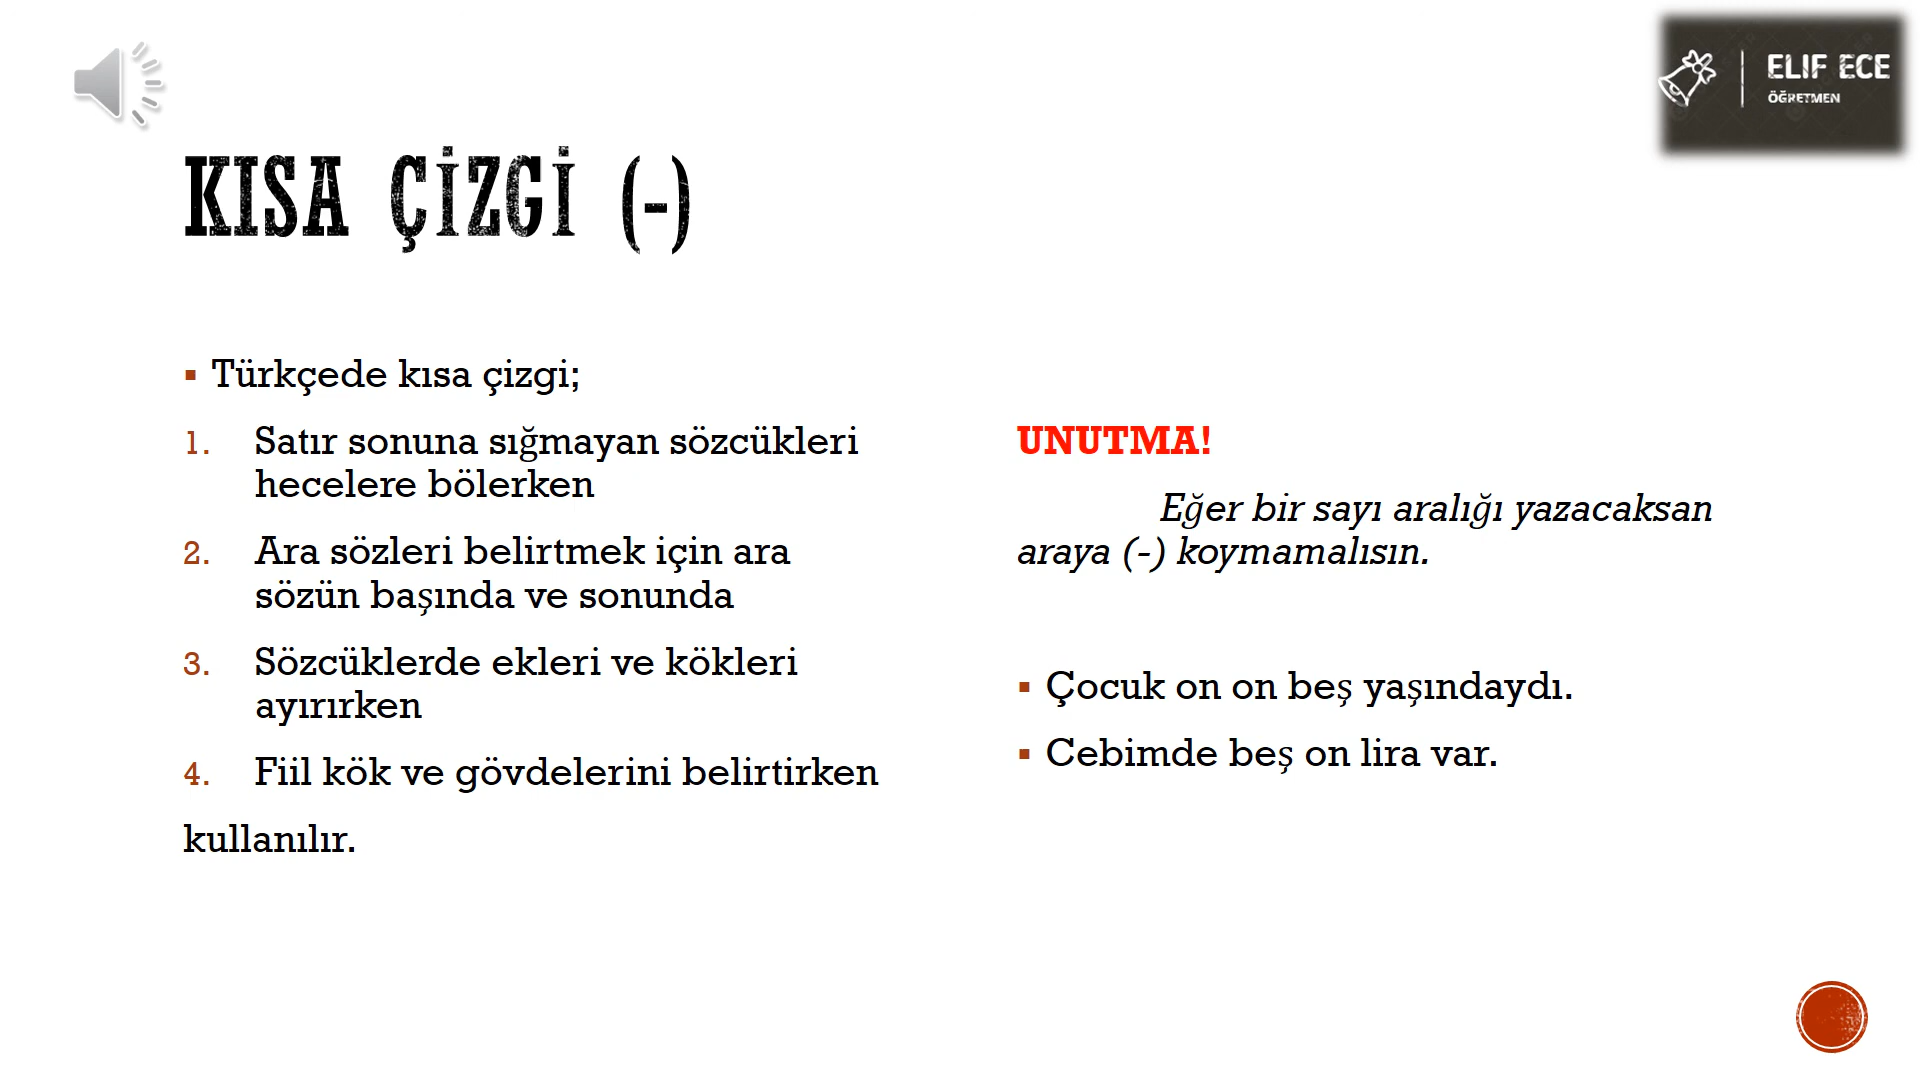 ELIF ECE
ÖĞRETMEN
KISA ÇİZGİ (-)
▪ Türkçede kısa çizgi;
1. Satır sonuna sığmayan sözcükleri
hecelere bölerken
2. Ara sözleri belirtmek için ara
sözün başında ve sonunda
3. Sözcüklerde ekleri ve kökleri
ayırırken
4. Fiil kök ve gövdelerini belirtirken
kullanılır.
UNUTMA!
Eğer bir sayı aralığı yazacaksan
araya (-) koymamalısın.
▪ Çocuk on on beş yaşındaydı.
▪ Cebimde beş on lira var.